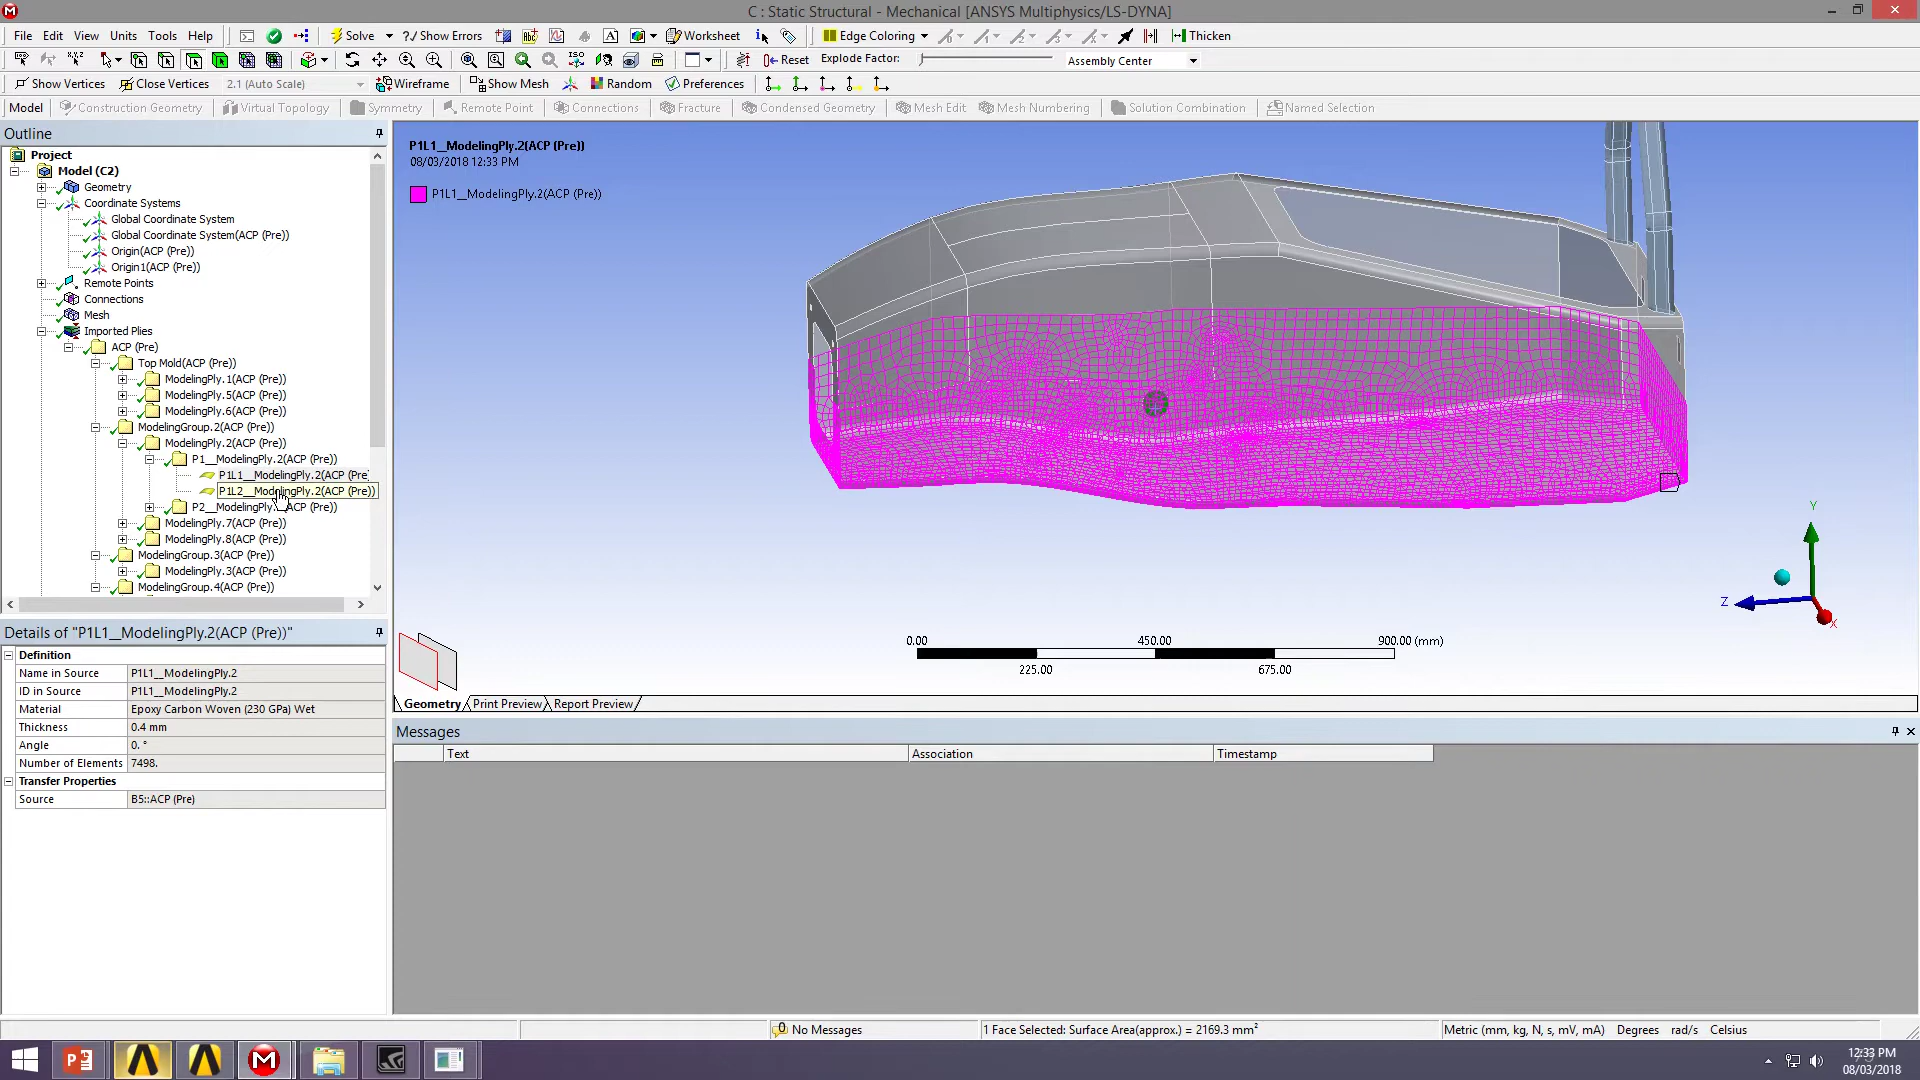 C : Static Structural - Mechanical [ANSYS Multiphysics/LS-DYNA]
File Edit View Units Tools Help Solve ?/ Show Errors Worksheet Edge Coloring Thicken
Reset Explode Factor: Assembly Center
Show Vertices Close Vertices 2.1 (Auto Scale) Wireframe Show Mesh Random Preferences
Model Construction Geometry Virtual Topology Symmetry Remote Point Connections Fracture Condensed Geometry Mesh Edit Mesh Numbering Solution Combination Named Selection
Outline
Project
Model (C2)
Geometry
Coordinate Systems
Global Coordinate System
Global Coordinate System(ACP (Pre))
Origin(ACP (Pre))
Origin1(ACP (Pre))
Remote Points
Connections
Mesh
Imported Plies
ACP (Pre)
Top Mold(ACP (Pre))
ModelingPly.1(ACP (Pre))
ModelingPly.5(ACP (Pre))
ModelingPly.6(ACP (Pre))
ModelingGroup.2(ACP (Pre))
ModelingPly.2(ACP (Pre))
P1__ModelingPly.2(ACP (Pre))
P1L1__ModelingPly.2(ACP (Pre
P1L2__ModelingPly.2(ACP (Pre))
P2__ModelingPly. ACP (Pre))
ModelingPly.7(ACP (Pre))
ModelingPly.8(ACP (Pre))
ModelingGroup.3(ACP (Pre))
ModelingPly.3(ACP (Pre))
ModelingGroup.4(ACP (Pre))
Details of "P1L1__ModelingPly.2(ACP (Pre))"
Definition
Name in Source P1L1__ModelingPly.2
ID in Source P1L1__ModelingPly.2
Material Epoxy Carbon Woven (230 GPa) Wet
Thickness 0.4 mm
Angle 0. °
Number of Elements 7498.
Transfer Properties
Source B5::ACP (Pre)
P1L1__ModelingPly.2(ACP (Pre))
08/03/2018 12:33 PM
P1L1__ModelingPly.2(ACP (Pre))
Y
Z
X
0.00 450.00 900.00 (mm)
225.00 675.00
Geometry Print Preview Report Preview
Messages
Text Association Timestamp
0 No Messages 1 Face Selected: Surface Area(approx.) = 2169.3 mm² Metric (mm, kg, N, s, mV, mA) Degrees rad/s Celsius
12:33 PM
08/03/2018